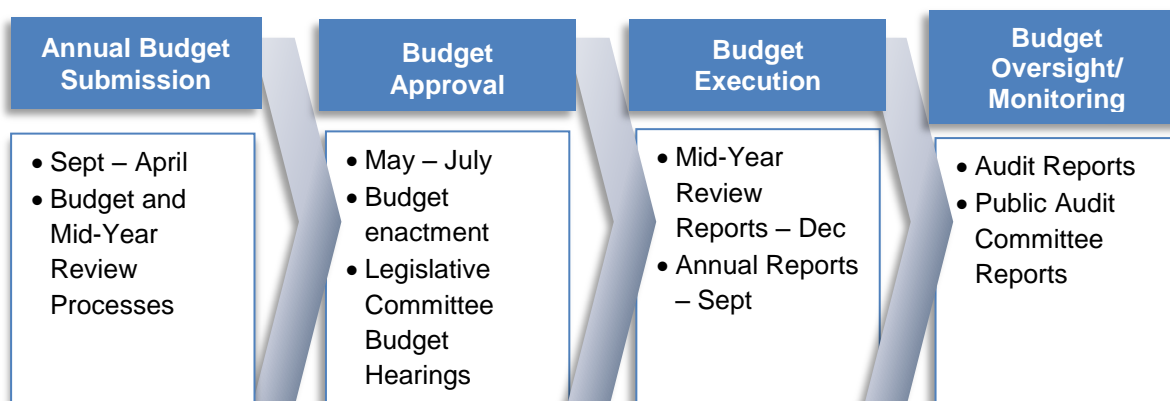 Annual Budget
Submission
• Sept – April
• Budget and
Mid-Year
Review
Processes
Budget
Approval
• May – July
• Budget
enactment
• Legislative
Committee
Budget
Hearings
Budget
Execution
• Mid-Year
Review
Reports – Dec
• Annual Reports
– Sept
Budget
Oversight/
Monitoring
• Audit Reports
• Public Audit
Committee
Reports